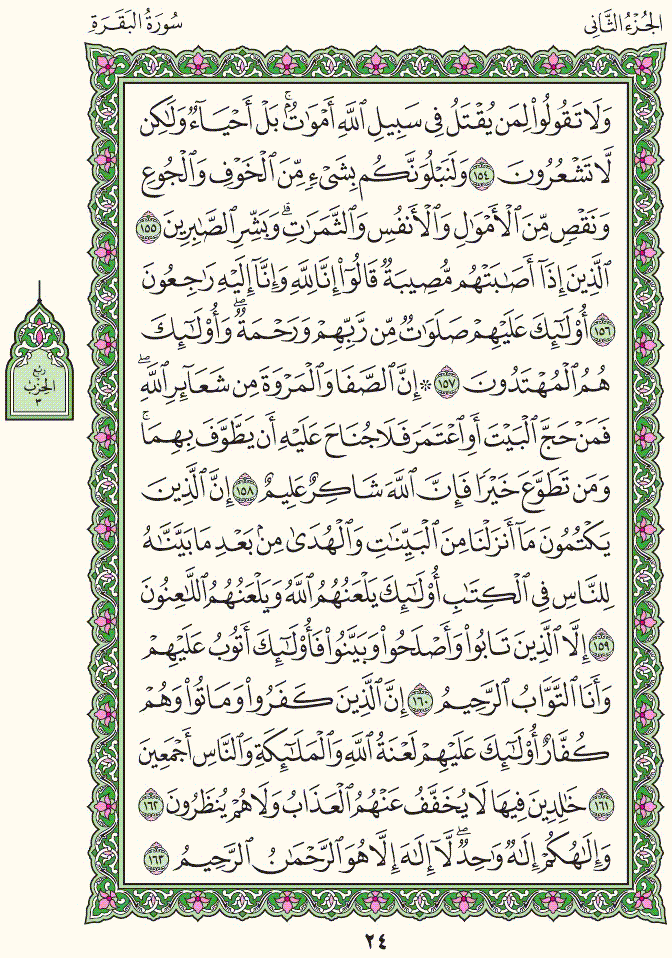 الجُزْءُ الثَّانِي
سُورَةُ البَقَرَةِ
وَلَا تَقُولُوا۟ لِمَن يُقْتَلُ فِى سَبِيلِ ٱللَّهِ أَمْوَٰتٌۢ ۚ بَلْ أَحْيَآءٌ وَلَٰكِن
لَّا تَشْعُرُونَ ١٥٤ وَلَنَبْلُوَنَّكُم بِشَىْءٍ مِّنَ ٱلْخَوْفِ وَٱلْجُوعِ
وَنَقْصٍ مِّنَ ٱلْأَمْوَٰلِ وَٱلْأَنفُسِ وَٱلثَّمَرَٰتِ ۗ وَبَشِّرِ ٱلصَّٰبِرِينَ ١٥٥
ٱلَّذِينَ إِذَآ أَصَٰبَتْهُم مُّصِيبَةٌ قَالُوٓا۟ إِنَّا لِلَّهِ وَإِنَّآ إِلَيْهِ رَٰجِعُونَ
١٥٦ أُو۟لَٰٓئِكَ عَلَيْهِمْ صَلَوَٰتٌ مِّن رَّبِّهِمْ وَرَحْمَةٌ ۖ وَأُو۟لَٰٓئِكَ
هُمُ ٱلْمُهْتَدُونَ ١٥٧ ۞ إِنَّ ٱلصَّفَا وَٱلْمَرْوَةَ مِن شَعَآئِرِ ٱللَّهِ ۖ
فَمَنْ حَجَّ ٱلْبَيْتَ أَوِ ٱعْتَمَرَ فَلَا جُنَاحَ عَلَيْهِ أَن يَطَّوَّفَ بِهِمَا ۚ
وَمَن تَطَوَّعَ خَيْرًا فَإِنَّ ٱللَّهَ شَاكِرٌ عَلِيمٌ ١٥٨ إِنَّ ٱلَّذِينَ
يَكْتُمُونَ مَآ أَنزَلْنَا مِنَ ٱلْبَيِّنَٰتِ وَٱلْهُدَىٰ مِنۢ بَعْدِ مَا بَيَّنَّٰهُ
لِلنَّاسِ فِى ٱلْكِتَٰبِ أُو۟لَٰٓئِكَ يَلْعَنُهُمُ ٱللَّهُ وَيَلْعَنُهُمُ ٱللَّٰعِنُونَ
١٥٩ إِلَّا ٱلَّذِينَ تَابُوا۟ وَأَصْلَحُوا۟ وَبَيَّنُوا۟ فَأُو۟لَٰٓئِكَ أَتُوبُ عَلَيْهِمْ
وَأَنَا ٱلتَّوَّابُ ٱلرَّحِيمُ ١٦٠ إِنَّ ٱلَّذِينَ كَفَرُوا۟ وَمَاتُوا۟ وَهُمْ
كُفَّارٌ أُو۟لَٰٓئِكَ عَلَيْهِمْ لَعْنَةُ ٱللَّهِ وَٱلْمَلَٰٓئِكَةِ وَٱلنَّاسِ أَجْمَعِينَ
١٦١ خَٰلِدِينَ فِيهَا لَا يُخَفَّفُ عَنْهُمُ ٱلْعَذَابُ وَلَا هُمْ يُنظَرُونَ ١٦٢
وَإِلَٰهُكُمْ إِلَٰهٌ وَٰحِدٌ ۖ لَّآ إِلَٰهَ إِلَّا هُوَ ٱلرَّحْمَٰنُ ٱلرَّحِيمُ ١٦٣
ربع
الحزب
٣
٢٤